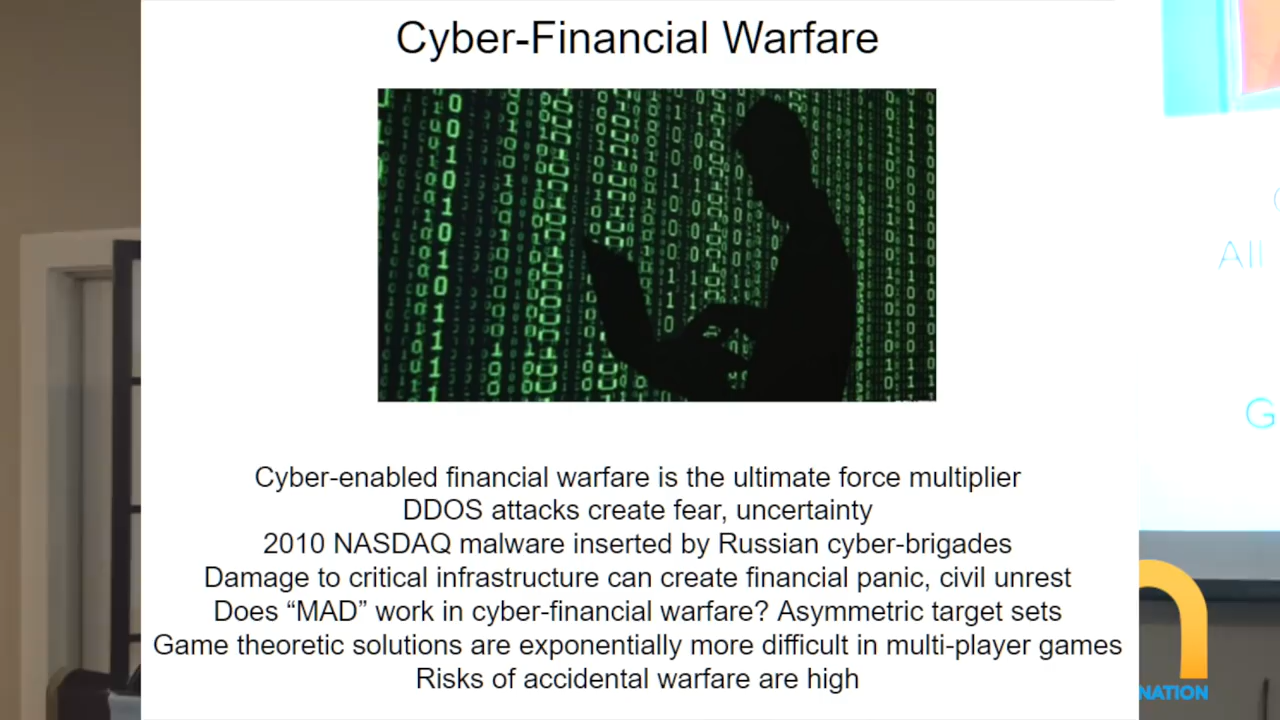 Cyber-Financial Warfare
Cyber-enabled financial warfare is the ultimate force multiplier
DDOS attacks create fear, uncertainty
2010 NASDAQ malware inserted by Russian cyber-brigades
Damage to critical infrastructure can create financial panic, civil unrest
Does “MAD” work in cyber-financial warfare? Asymmetric target sets
Game theoretic solutions are exponentially more difficult in multi-player games
Risks of accidental warfare are high
All
G
NATION